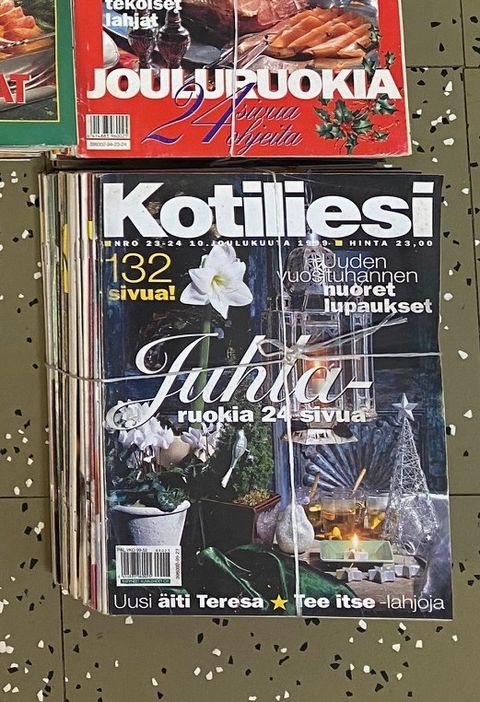 tekoiset
lahjat
AT
JOULURUOKIA
24 sivua
ohjeita
Kotiliesi
NRO 23-24 10. JOULUKUUTA 1999 HINTA 23,00
132
sivua!
Uuden
vuosituhannen
nuoret
lupaukset
Juhla-
ruokia 24 sivua
Uusi äiti Teresa ★ Tee itse -lahjoja